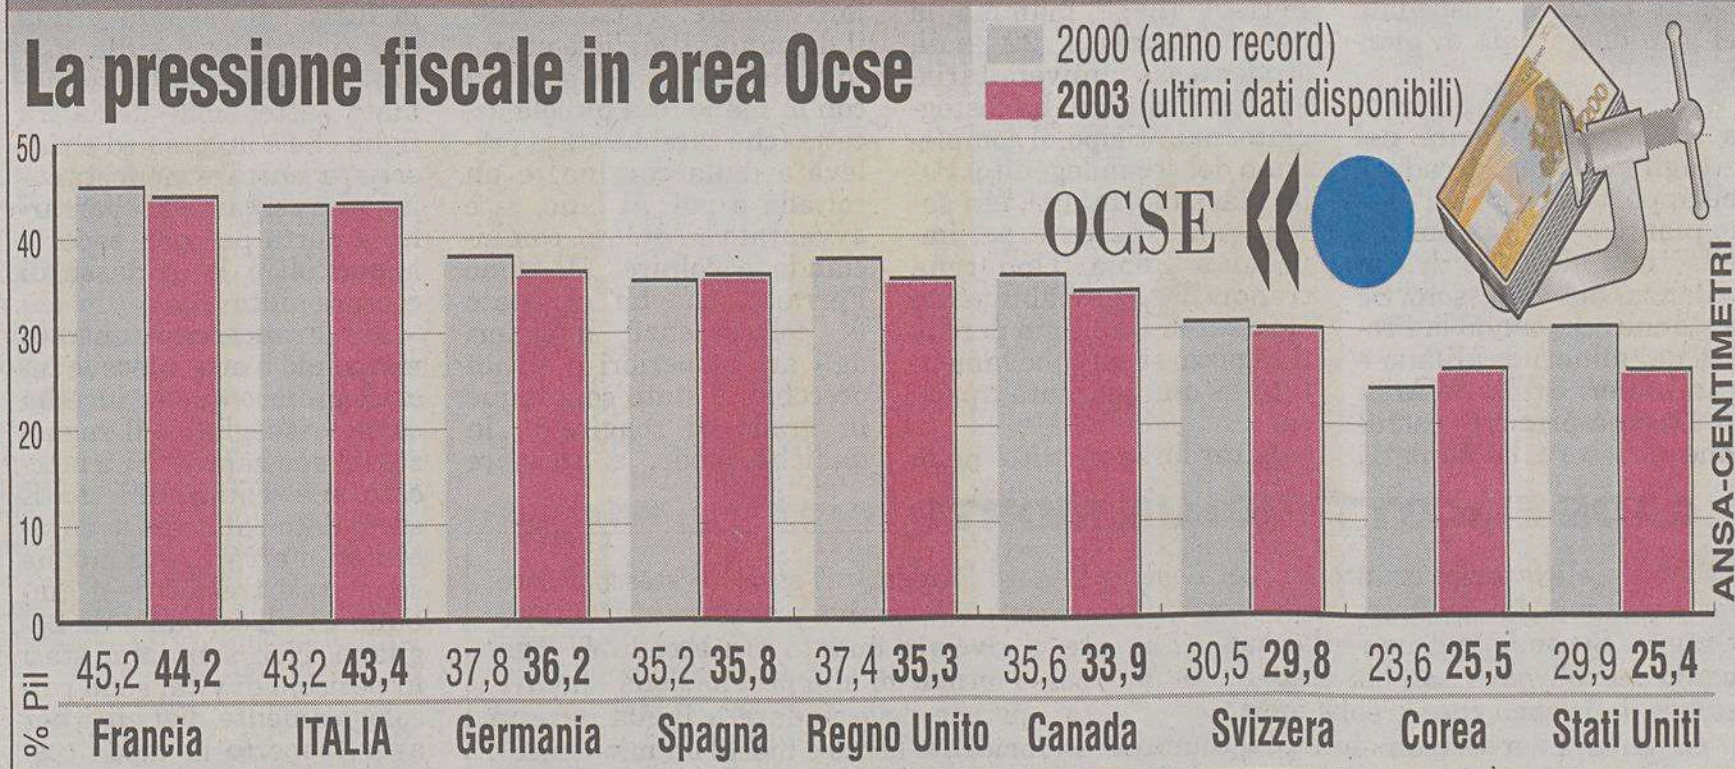 La pressione fiscale in area Ocse
2000 (anno record)
2003 (ultimi dati disponibili)
OCSE
50
40
30
20
10
0
% Pil
45,2 44,2 43,2 43,4 37,8 36,2 35,2 35,8 37,4 35,3 35,6 33,9 30,5 29,8 23,6 25,5 29,9 25,4
Francia ITALIA Germania Spagna Regno Unito Canada Svizzera Corea Stati Uniti
ANSA-CENTIMETRI